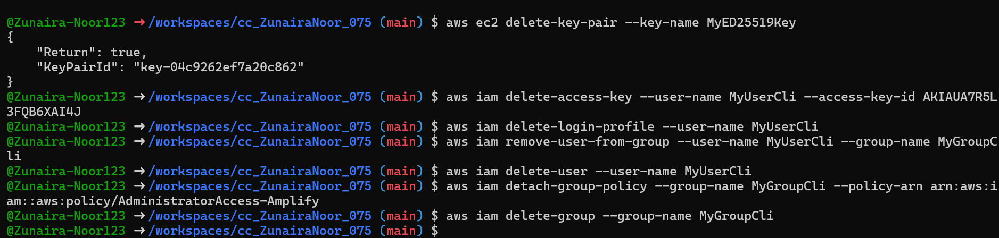 @Zunaira-Noor123 ➜ /workspaces/cc_ZunairaNoor_075 (main) $ aws ec2 delete-key-pair --key-name MyED25519Key
{
    "Return": true,
    "KeyPairId": "key-04c9262ef7a20c862"
}
@Zunaira-Noor123 ➜ /workspaces/cc_ZunairaNoor_075 (main) $ aws iam delete-access-key --user-name MyUserCli --access-key-id AKIAUA7R5L
3FQB6XAI4J
@Zunaira-Noor123 ➜ /workspaces/cc_ZunairaNoor_075 (main) $ aws iam delete-login-profile --user-name MyUserCli
@Zunaira-Noor123 ➜ /workspaces/cc_ZunairaNoor_075 (main) $ aws iam remove-user-from-group --user-name MyUserCli --group-name MyGroupC
li
@Zunaira-Noor123 ➜ /workspaces/cc_ZunairaNoor_075 (main) $ aws iam delete-user --user-name MyUserCli
@Zunaira-Noor123 ➜ /workspaces/cc_ZunairaNoor_075 (main) $ aws iam detach-group-policy --group-name MyGroupCli --policy-arn arn:aws:i
am::aws:policy/AdministratorAccess-Amplify
@Zunaira-Noor123 ➜ /workspaces/cc_ZunairaNoor_075 (main) $ aws iam delete-group --group-name MyGroupCli
@Zunaira-Noor123 ➜ /workspaces/cc_ZunairaNoor_075 (main) $